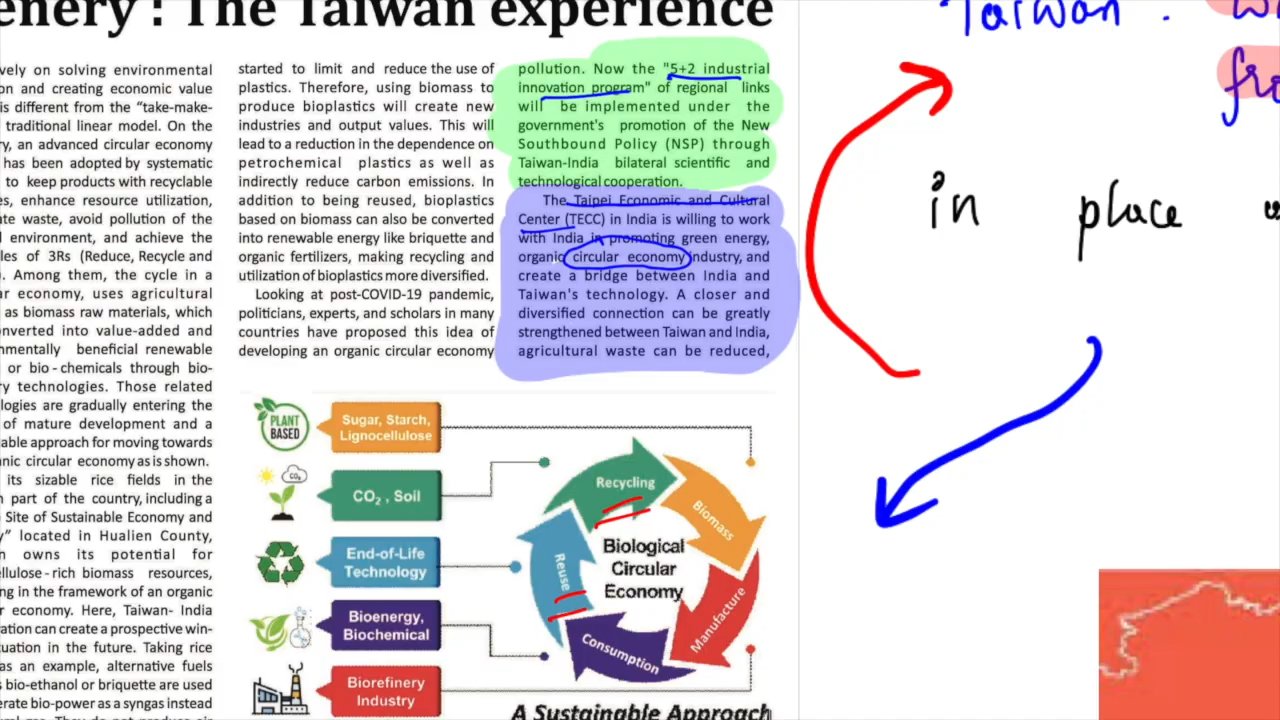 enery : The Taiwan experience
vely on solving environmental
on and creating economic value
is different from the “take-make-
traditional linear model. On the
ry, an advanced circular economy
has been adopted by systematic
to keep products with recyclable
es, enhance resource utilization,
ate waste, avoid pollution of the
l environment, and achieve the
les of 3Rs (Reduce, Recycle and
). Among them, the cycle in a
ar economy, uses agricultural
as biomass raw materials, which
onverted into value-added and
nmentally beneficial renewable
or bio - chemicals through bio-
ry technologies. Those related
logies are gradually entering the
of mature development and a
able approach for moving towards
anic circular economy as is shown.
its sizable rice fields in the
n part of the country, including a
Site of Sustainable Economy and
y” located in Hualien County,
h owns its potential for
ellulose - rich biomass resources,
ng in the framework of an organic
r economy. Here, Taiwan- India
ation can create a prospective win-
uation in the future. Taking rice
as an example, alternative fuels
s bio-ethanol or briquette are used
erate bio-power as a syngas instead
started to limit and reduce the use of
plastics. Therefore, using biomass to
produce bioplastics will create new
industries and output values. This will
lead to a reduction in the dependence on
petrochemical plastics as well as
indirectly reduce carbon emissions. In
addition to being reused, bioplastics
based on biomass can also be converted
into renewable energy like briquette and
organic fertilizers, making recycling and
utilization of bioplastics more diversified.
Looking at post-COVID-19 pandemic,
politicians, experts, and scholars in many
countries have proposed this idea of
developing an organic circular economy
pollution. Now the "5+2 industrial
innovation program" of regional links
will be implemented under the
government's promotion of the New
Southbound Policy (NSP) through
Taiwan-India bilateral scientific and
technological cooperation.
The Taipei Economic and Cultural
Center (TECC) in India is willing to work
with India in promoting green energy,
organic circular economy industry, and
create a bridge between India and
Taiwan's technology. A closer and
diversified connection can be greatly
strengthened between Taiwan and India,
agricultural waste can be reduced,
PLANT
BASED
Sugar, Starch,
Lignocellulose
CO₂
CO₂ , Soil
End-of-Life
Technology
Bioenergy,
Biochemical
Biorefinery
Industry
Recycling
Biomass
Manufacture
Consumption
Reuse
Biological
Circular
Economy
A Sustainable Approach
Taiwan.
in place